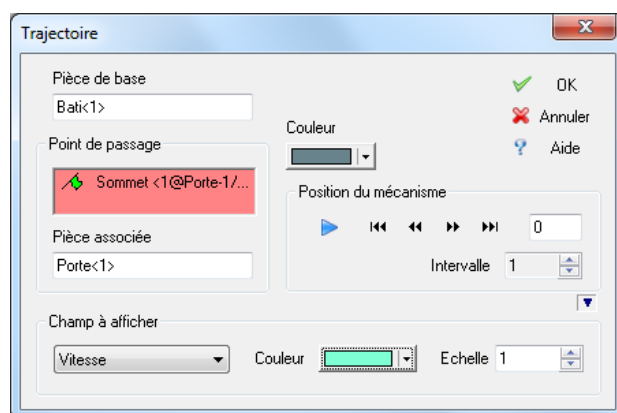 Trajectoire
Pièce de base
OK
Bati<1>
Annuler
Couleur
Point de passage
Aide
Sommet <1@Porte-1/...
Position du mécanisme
0
Pièce associée
Porte<1>
Intervalle 1
Champ à afficher
Vitesse
Couleur
Echelle 1